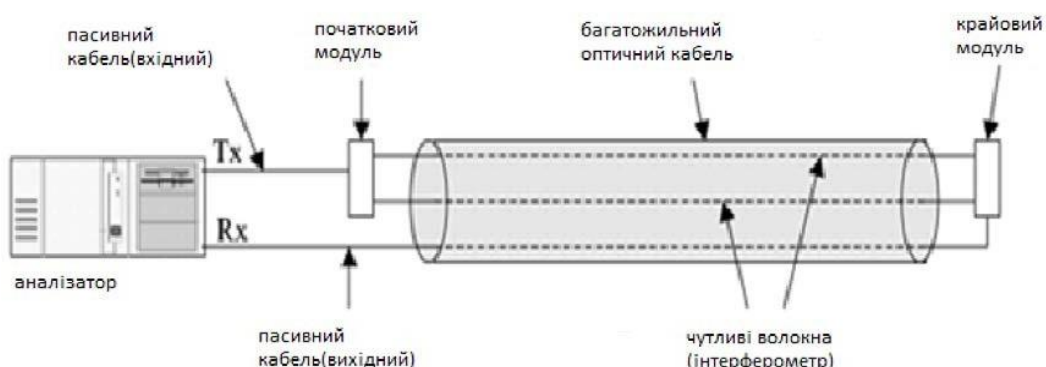 пасивний
кабель(вхідний)
початковий
модуль
багатожильний
оптичний кабель
крайовий
модуль
Tx
Rx
аналізатор
пасивний
кабель(вихідний)
чутливі волокна
(інтерферометр)